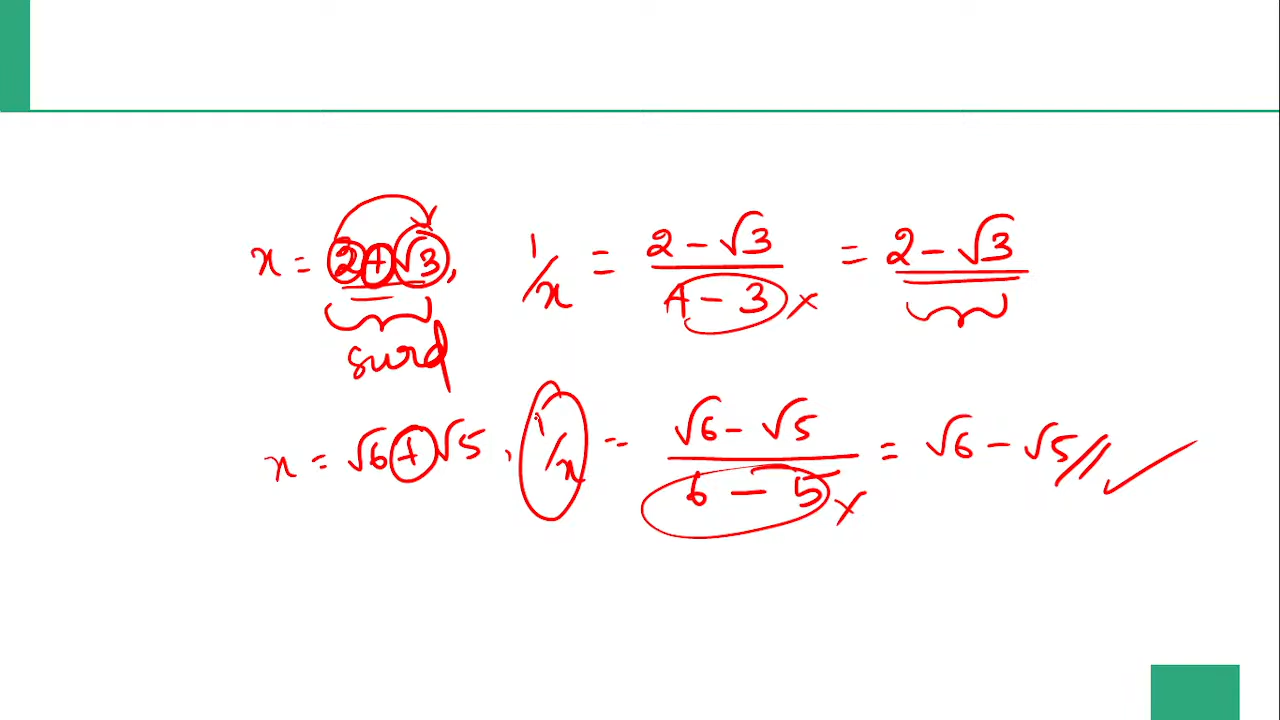 x = 2 + √3, 1/x = (2 - √3)/(4 - 3) x = 2 - √3
surd
x = √6 + √5, 1/x = (√6 - √5)/(6 - 5) x = √6 - √5 //